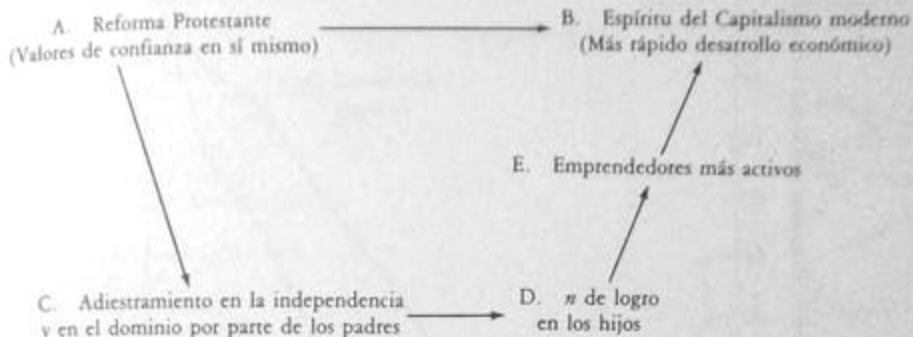 A. Reforma Protestante
(Valores de confianza en sí mismo)
B. Espíritu del Capitalismo moderno
(Más rápido desarrollo económico)
E. Emprendedores más activos
C. Adiestramiento en la independencia
y en el dominio por parte de los padres
D. n de logro
en los hijos